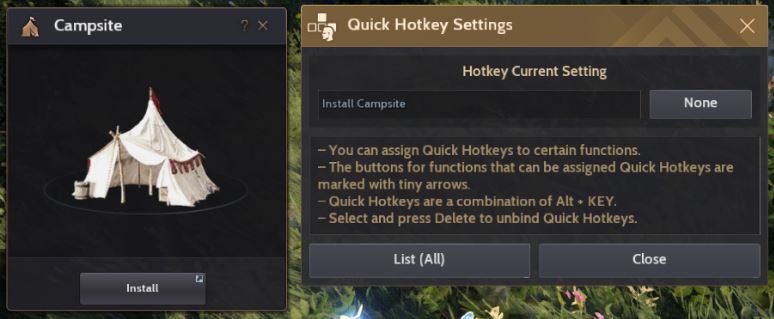 Campsite
?
Install
Quick Hotkey Settings
Hotkey Current Setting
Install Campsite
None
– You can assign Quick Hotkeys to certain functions.
– The buttons for functions that can be assigned Quick Hotkeys are
marked with tiny arrows.
– Quick Hotkeys are a combination of Alt + KEY.
– Select and press Delete to unbind Quick Hotkeys.
List (All)
Close